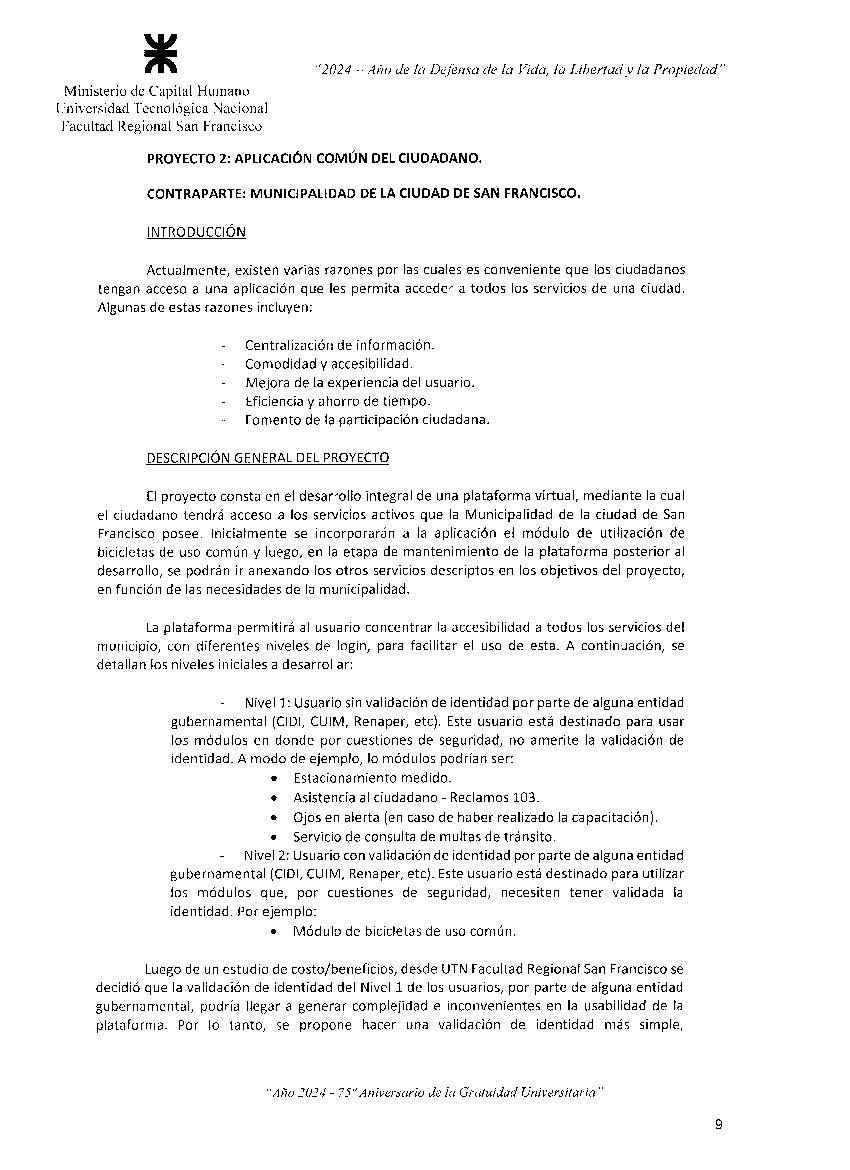 "2024 – Año de la Defensa de la Vida, la Libertad y la Propiedad"
Ministerio de Capital Humano
Universidad Tecnológica Nacional
Facultad Regional San Francisco
PROYECTO 2: APLICACIÓN COMÚN DEL CIUDADANO.
CONTRAPARTE: MUNICIPALIDAD DE LA CIUDAD DE SAN FRANCISCO.
INTRODUCCIÓN
Actualmente, existen varias razones por las cuales es conveniente que los ciudadanos
tengan acceso a una aplicación que les permita acceder a todos los servicios de una ciudad.
Algunas de estas razones incluyen:
- Centralización de información.
- Comodidad y accesibilidad.
- Mejora de la experiencia del usuario.
- Eficiencia y ahorro de tiempo.
- Fomento de la participación ciudadana.
DESCRIPCIÓN GENERAL DEL PROYECTO
El proyecto consta en el desarrollo integral de una plataforma virtual, mediante la cual
el ciudadano tendrá acceso a los servicios activos que la Municipalidad de la ciudad de San
Francisco posee. Inicialmente se incorporarán a la aplicación el módulo de utilización de
bicicletas de uso común y luego, en la etapa de mantenimiento de la plataforma posterior al
desarrollo, se podrán ir anexando los otros servicios descriptos en los objetivos del proyecto,
en función de las necesidades de la municipalidad.
La plataforma permitirá al usuario concentrar la accesibilidad a todos los servicios del
municipio, con diferentes niveles de login, para facilitar el uso de esta. A continuación, se
detallan los niveles iniciales a desarrollar:
- Nivel 1: Usuario sin validación de identidad por parte de alguna entidad
gubernamental (CIDI, CUIM, Renaper, etc). Este usuario está destinado para usar
los módulos en donde por cuestiones de seguridad, no amerite la validación de
identidad. A modo de ejemplo, lo módulos podrían ser:
• Estacionamiento medido.
• Asistencia al ciudadano - Reclamos 103.
• Ojos en alerta (en caso de haber realizado la capacitación).
• Servicio de consulta de multas de tránsito.
- Nivel 2: Usuario con validación de identidad por parte de alguna entidad
gubernamental (CIDI, CUIM, Renaper, etc). Este usuario está destinado para utilizar
los módulos que, por cuestiones de seguridad, necesiten tener validada la
identidad. Por ejemplo:
• Módulo de bicicletas de uso común.
Luego de un estudio de costo/beneficios, desde UTN Facultad Regional San Francisco se
decidió que la validación de identidad del Nivel 1 de los usuarios, por parte de alguna entidad
gubernamental, podría llegar a generar complejidad e inconvenientes en la usabilidad de la
plataforma. Por lo tanto, se propone hacer una validación de identidad más simple,
"Año 2024 - 75º Aniversario de la Gratuidad Universitaria"
9